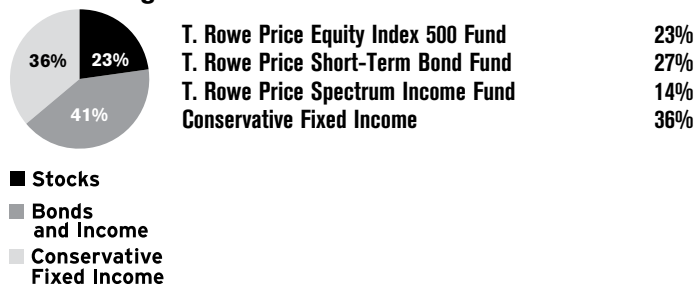 36%
23%
41%
T. Rowe Price Equity Index 500 Fund 23%
T. Rowe Price Short-Term Bond Fund 27%
T. Rowe Price Spectrum Income Fund 14%
Conservative Fixed Income 36%
Stocks
Bonds
and Income
Conservative
Fixed Income